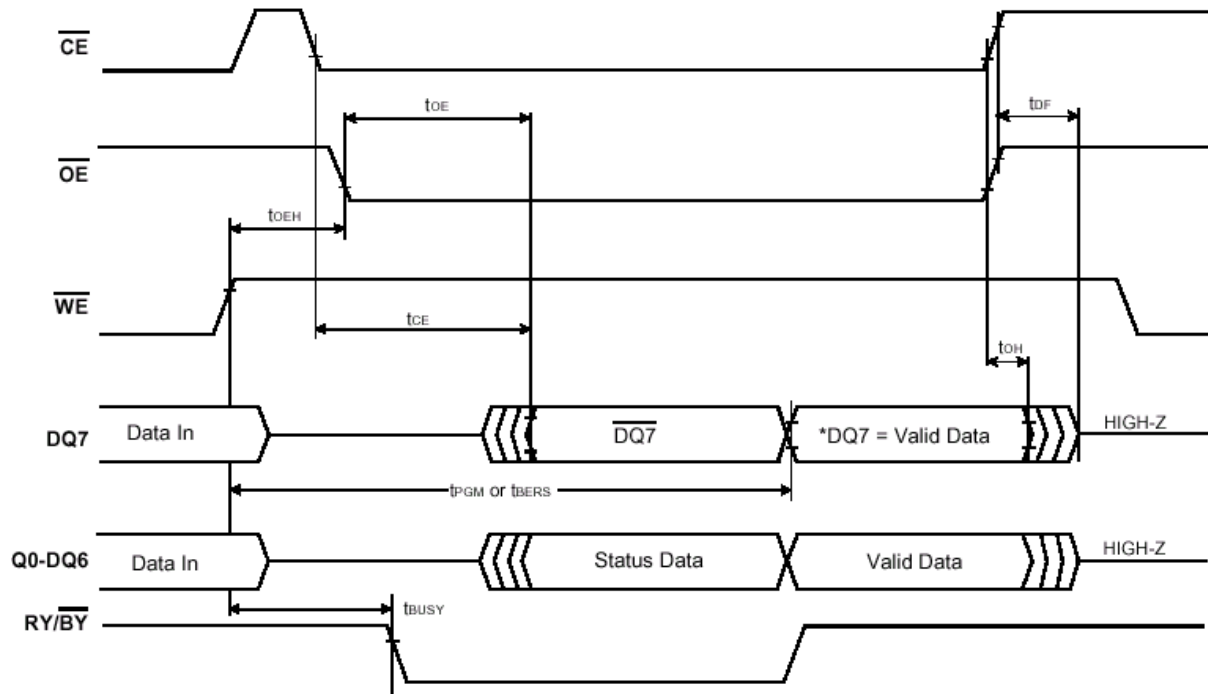 CE
tOE
tDF
OE
tOEH
WE
tCE
tOH
DQ7
Data In
DQ7
*DQ7 = Valid Data
HIGH-Z
tPGM or tBERS
Q0-DQ6
Data In
Status Data
Valid Data
HIGH-Z
RY/BY
tBUSY